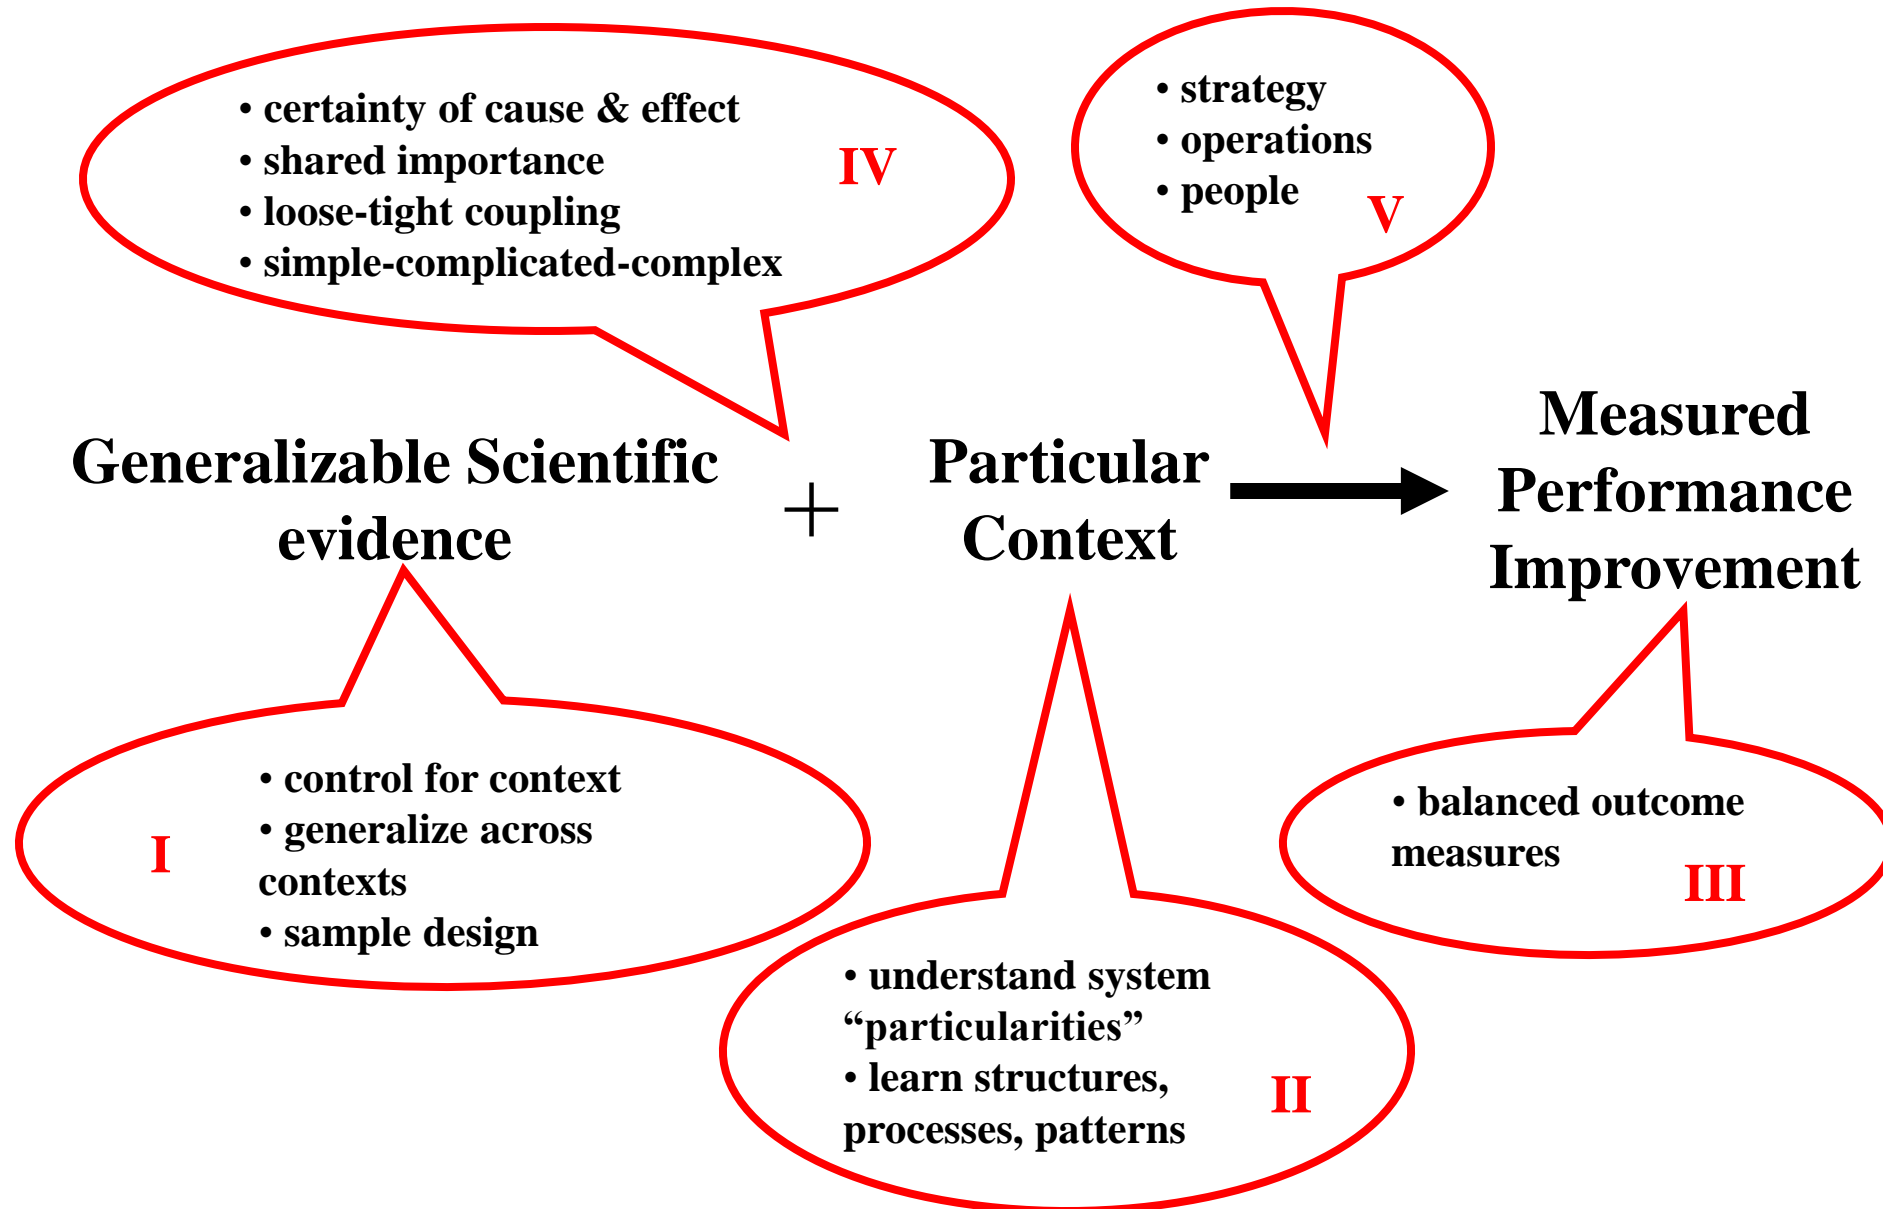 • certainty of cause & effect
• shared importance
• loose-tight coupling
• simple-complicated-complex
IV
• strategy
• operations
• people
V
Generalizable Scientific
evidence
+
Particular
Context
Measured
Performance
Improvement
I
• control for context
• generalize across
contexts
• sample design
• understand system
“particularities”
• learn structures,
processes, patterns
II
• balanced outcome
measures
III